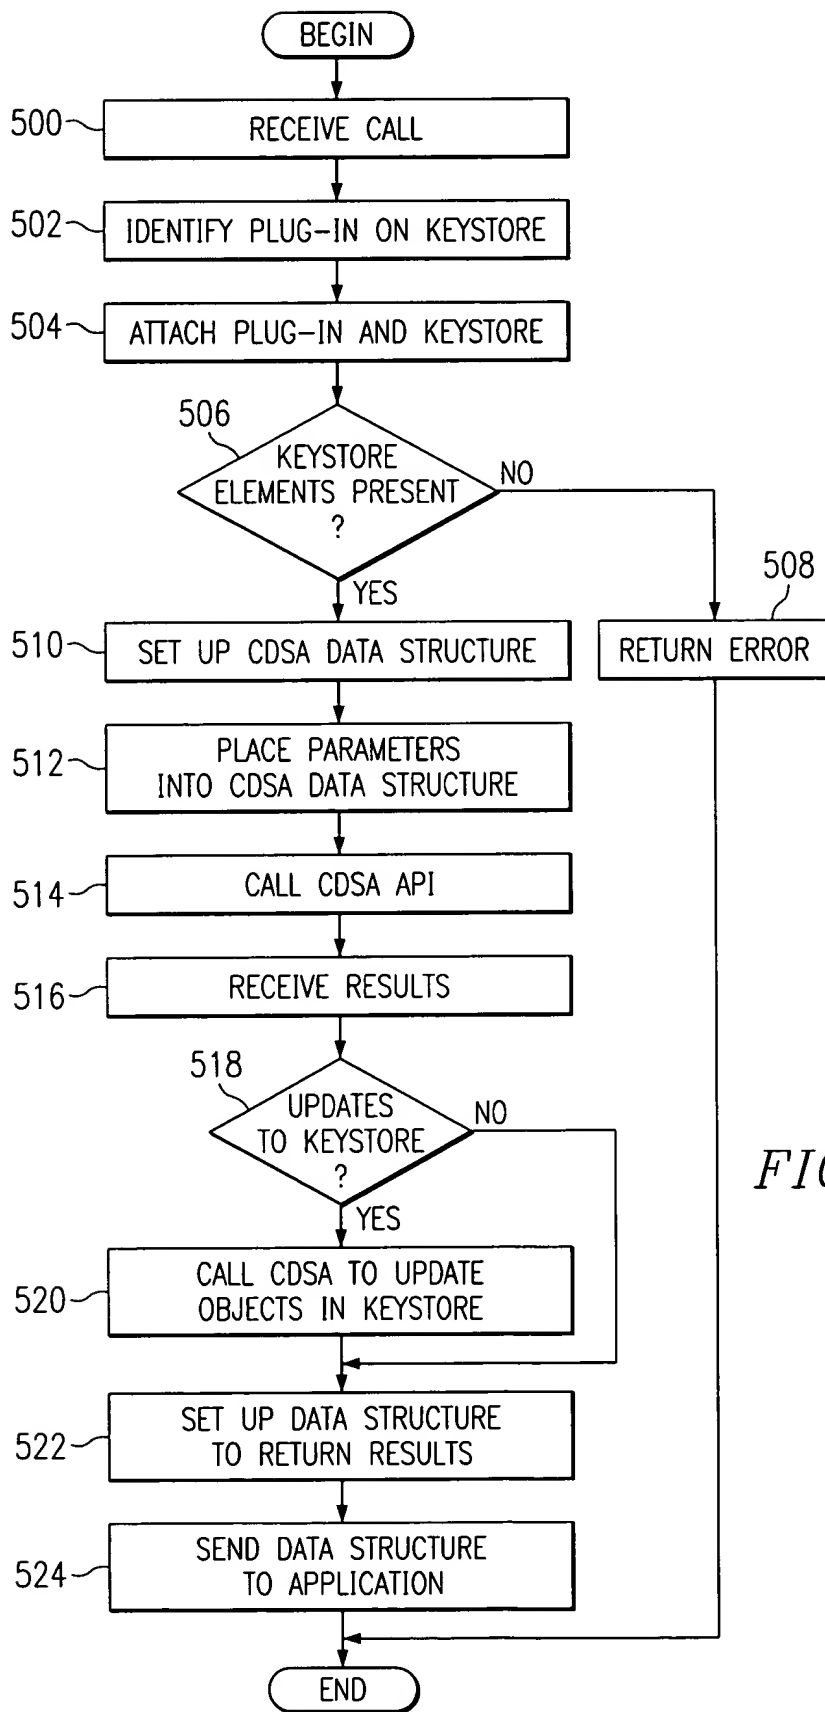 BEGIN
500
RECEIVE CALL
502
IDENTIFY PLUG-IN ON KEYSTORE
504
ATTACH PLUG-IN AND KEYSTORE
506
KEYSTORE
ELEMENTS PRESENT
?
NO
YES
508
RETURN ERROR
510
SET UP CDSA DATA STRUCTURE
512
PLACE PARAMETERS
INTO CDSA DATA STRUCTURE
514
CALL CDSA API
516
RECEIVE RESULTS
518
UPDATES
TO KEYSTORE
?
NO
YES
520
CALL CDSA TO UPDATE
OBJECTS IN KEYSTORE
522
SET UP DATA STRUCTURE
TO RETURN RESULTS
524
SEND DATA STRUCTURE
TO APPLICATION
END